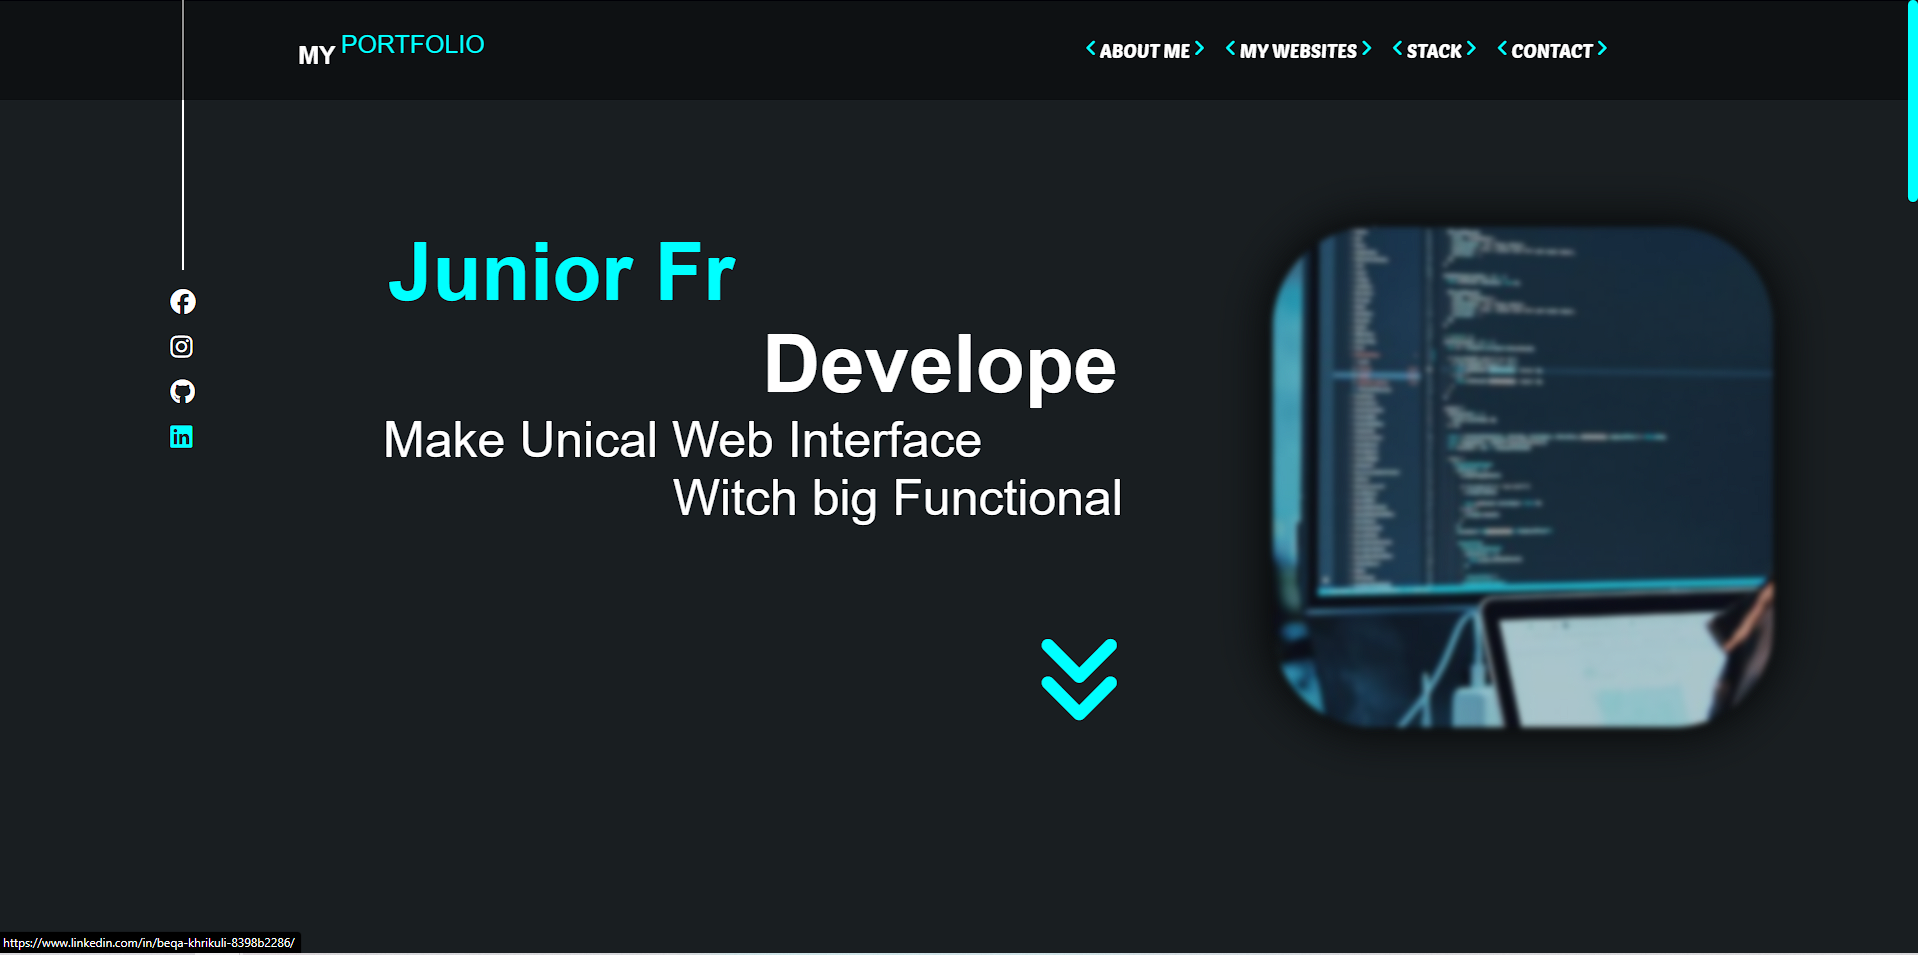 MY PORTFOLIO
ABOUT ME
MY WEBSITES
STACK
CONTACT
Junior Fr
Develope
Make Unical Web Interface
Witch big Functional
https://www.linkedin.com/in/beqa-khrikuli-8398b2286/